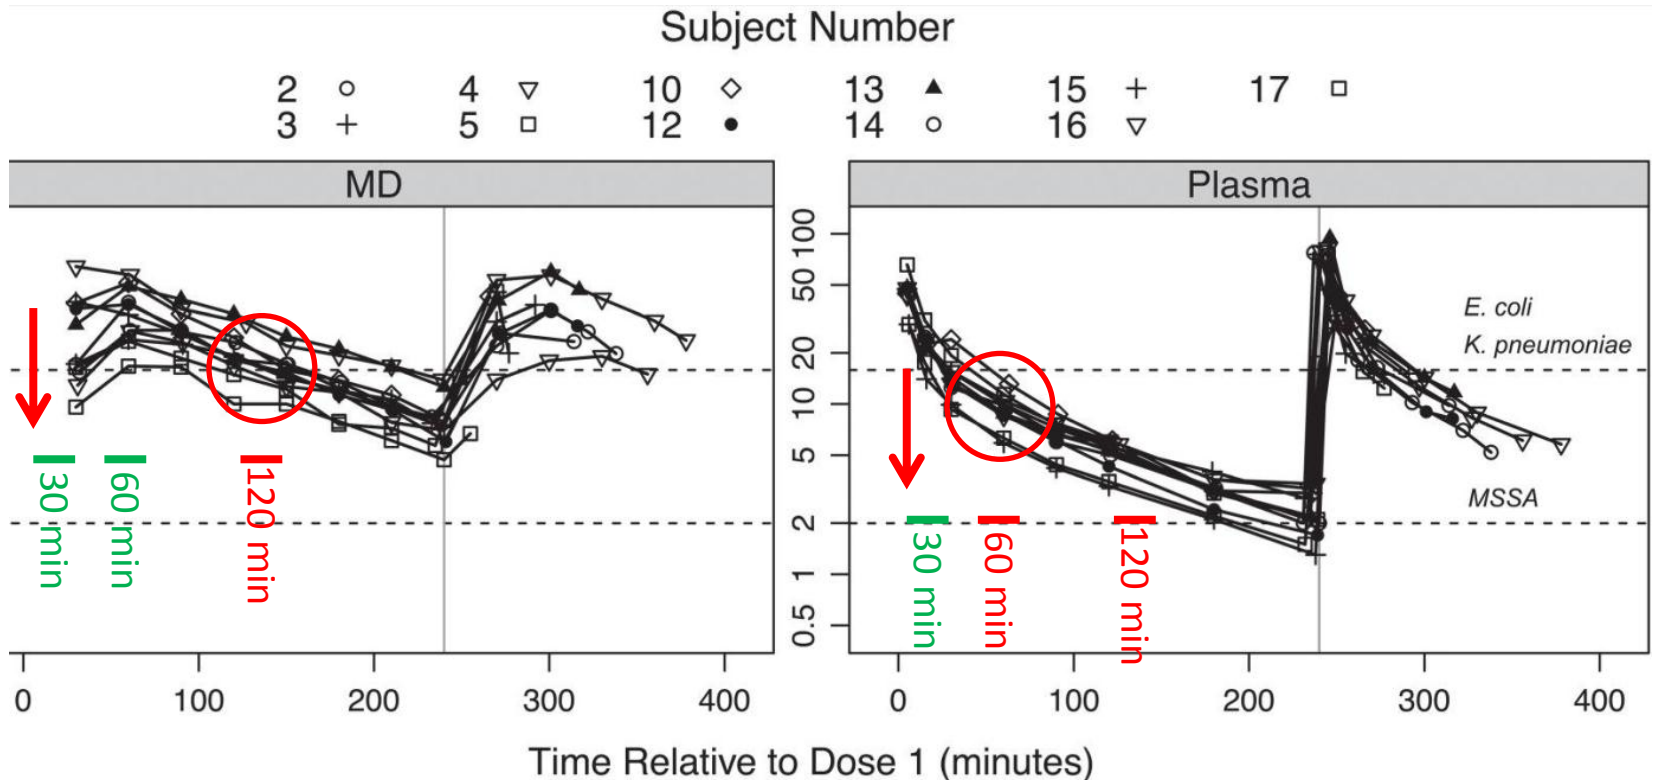 Subject Number
2 4 10 13 15 17
3 5 12 14 16
MD
Plasma
100
50
20
10
5
2
1
0.5
E. coli
K. pneumoniae
MSSA
30 min
60 min
120 min
30 min
60 min
120 min
0 100 200 300 400
0 100 200 300 400
Time Relative to Dose 1 (minutes)